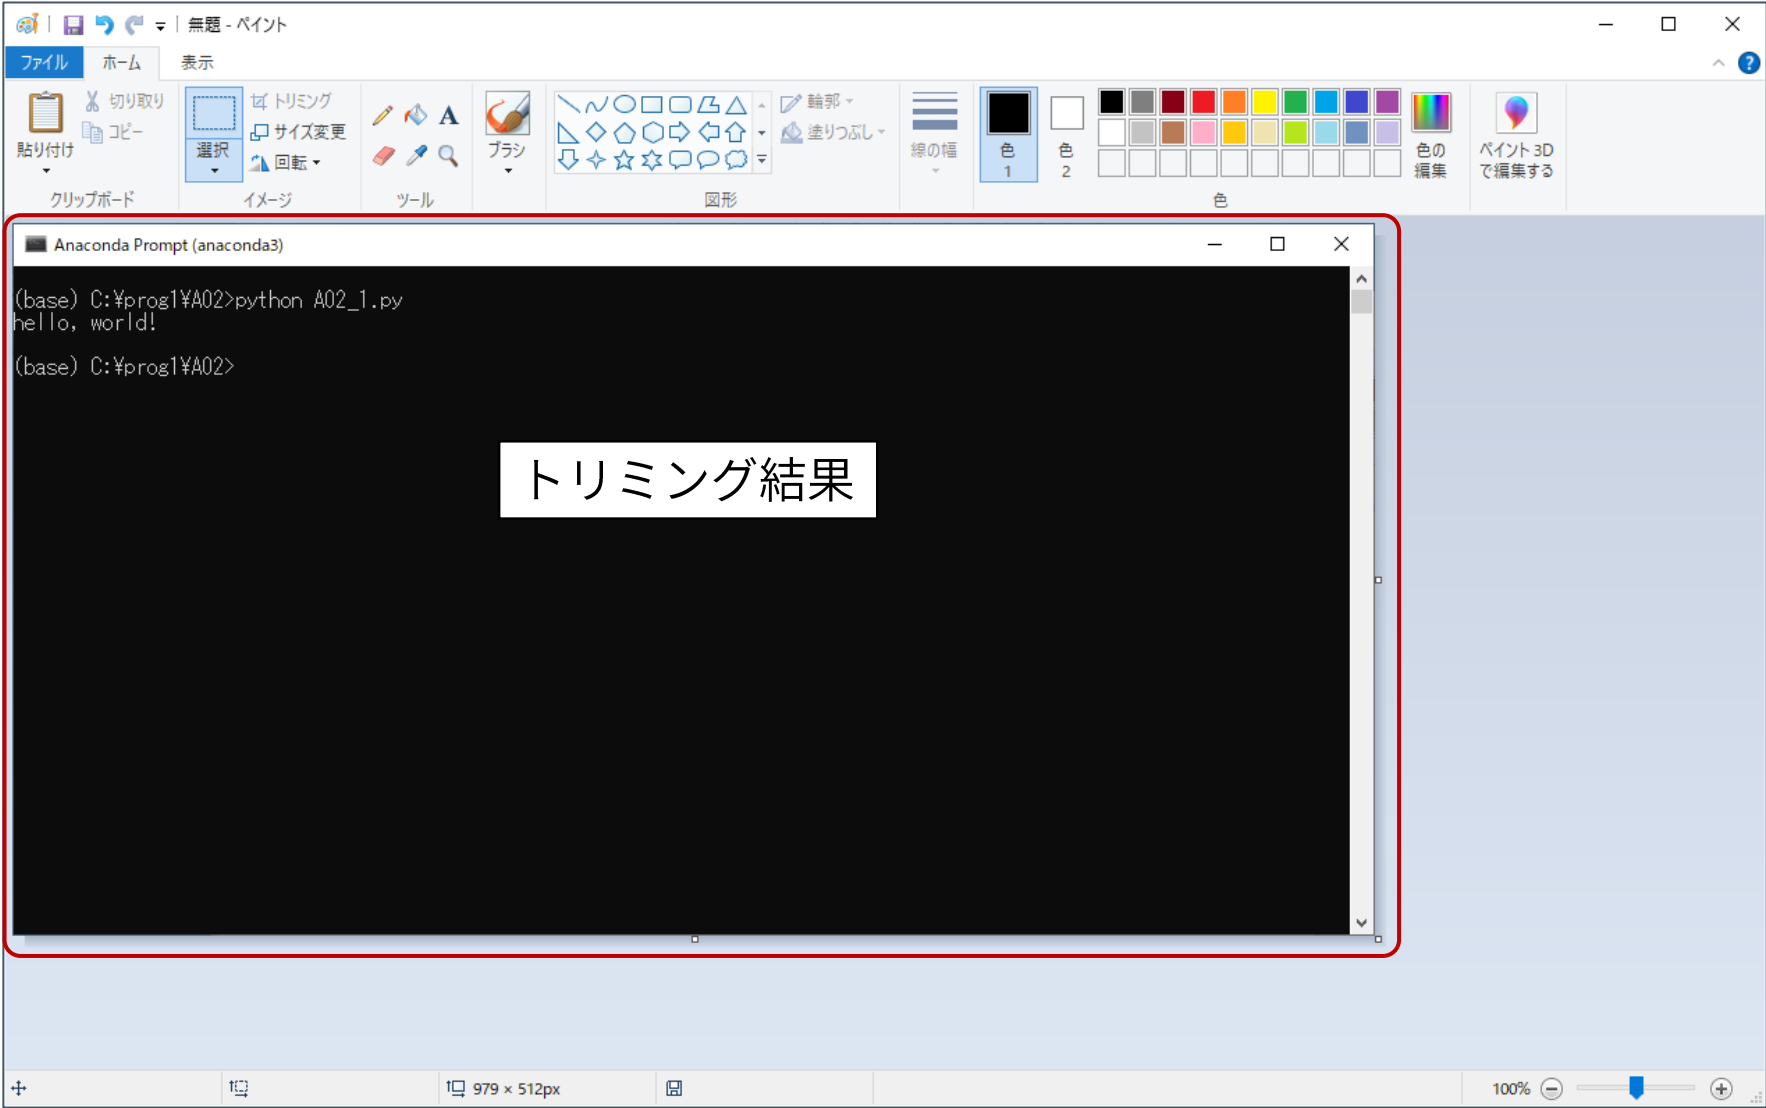 無題 - ペイント
ファイル ホーム 表示
貼り付け
切り取り
コピー
クリップボード
選択
トリミング
サイズ変更
回転
イメージ
A
ツール
ブラシ
輪郭
塗りつぶし
図形
線の幅
色
1
色
2
色の
編集
色
ペイント 3D
で編集する
?
Anaconda Prompt (anaconda3)
(base) C:¥prog1¥A02>python A02_1.py
hello, world!
(base) C:¥prog1¥A02>
トリミング結果
979 × 512px
100%